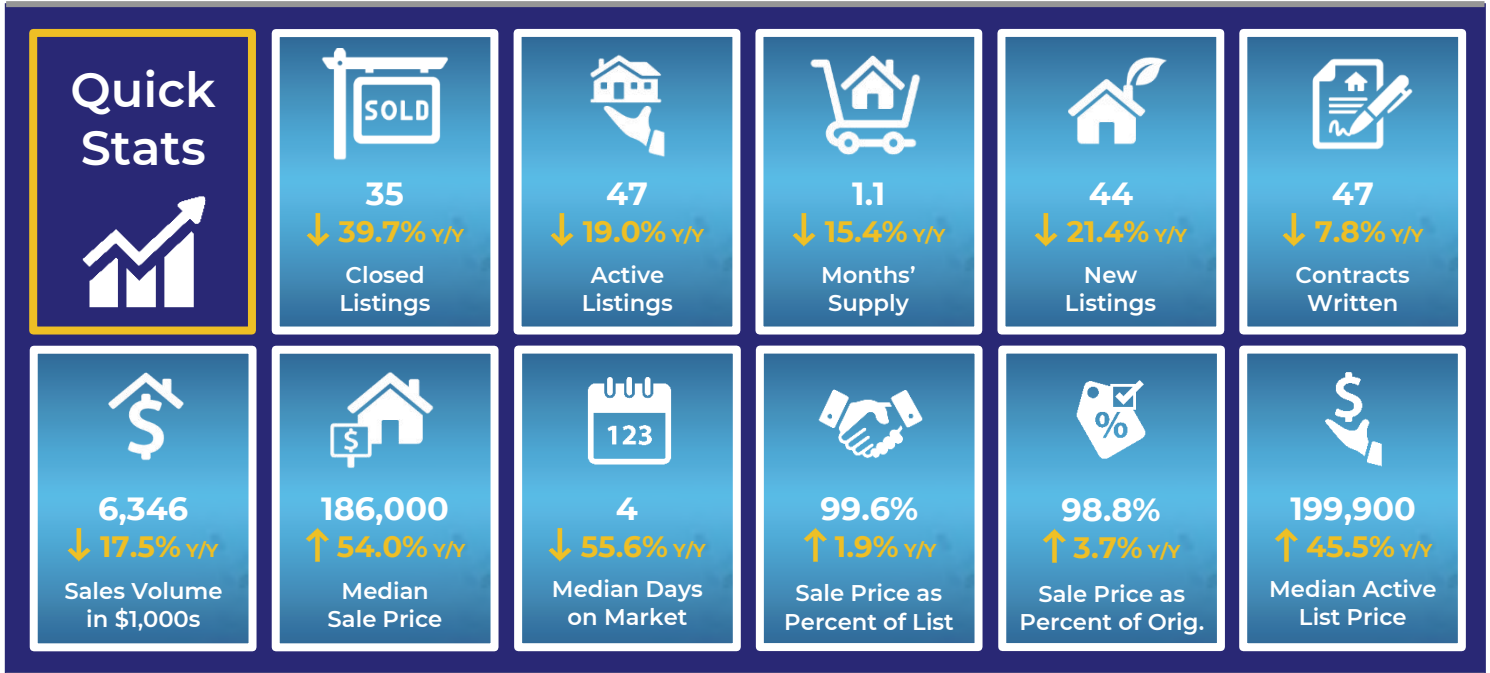 Quick
Stats
SOLD
35
↓ 39.7% Y/Y
Closed
Listings
47
↓ 19.0% Y/Y
Active
Listings
1.1
↓ 15.4% Y/Y
Months’
Supply
44
↓ 21.4% Y/Y
New
Listings
47
↓ 7.8% Y/Y
Contracts
Written
$
6,346
↓ 17.5% Y/Y
Sales Volume
in $1,000s
$
186,000
↑ 54.0% Y/Y
Median
Sale Price
123
4
↓ 55.6% Y/Y
Median Days
on Market
99.6%
↑ 1.9% Y/Y
Sale Price as
Percent of List
%
98.8%
↑ 3.7% Y/Y
Sale Price as
Percent of Orig.
$
199,900
↑ 45.5% Y/Y
Median Active
List Price